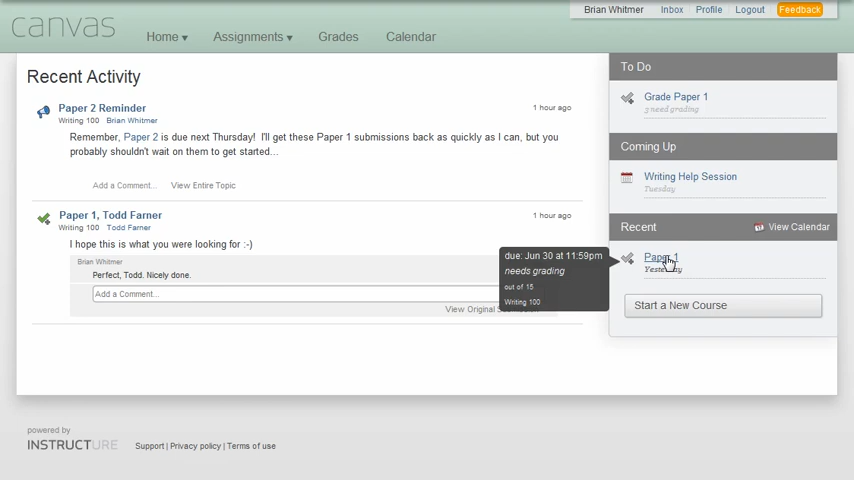 canvas
Home
Assignments
Grades
Calendar
Brian Whitmer
Inbox
Profile
Logout
Feedback
Recent Activity
Paper 2 Reminder
1 hour ago
Writing 100 Brian Whitmer
Remember, Paper 2 is due next Thursday! I'll get these Paper 1 submissions back as quickly as I can, but you
probably shouldn't wait on them to get started...
Add a Comment... View Entire Topic
Paper 1, Todd Farner
1 hour ago
Writing 100 Todd Farner
I hope this is what you were looking for :-)
Brian Whitmer
Perfect, Todd. Nicely done.
Add a Comment...
View Original
To Do
Grade Paper 1
3 need grading
Coming Up
Writing Help Session
Tuesday
Recent
View Calendar
Paper 1
Yesterday
due: Jun 30 at 11:59pm
needs grading
out of 15
Writing 100
Start a New Course
powered by
INSTRUCTURE
Support | Privacy policy | Terms of use